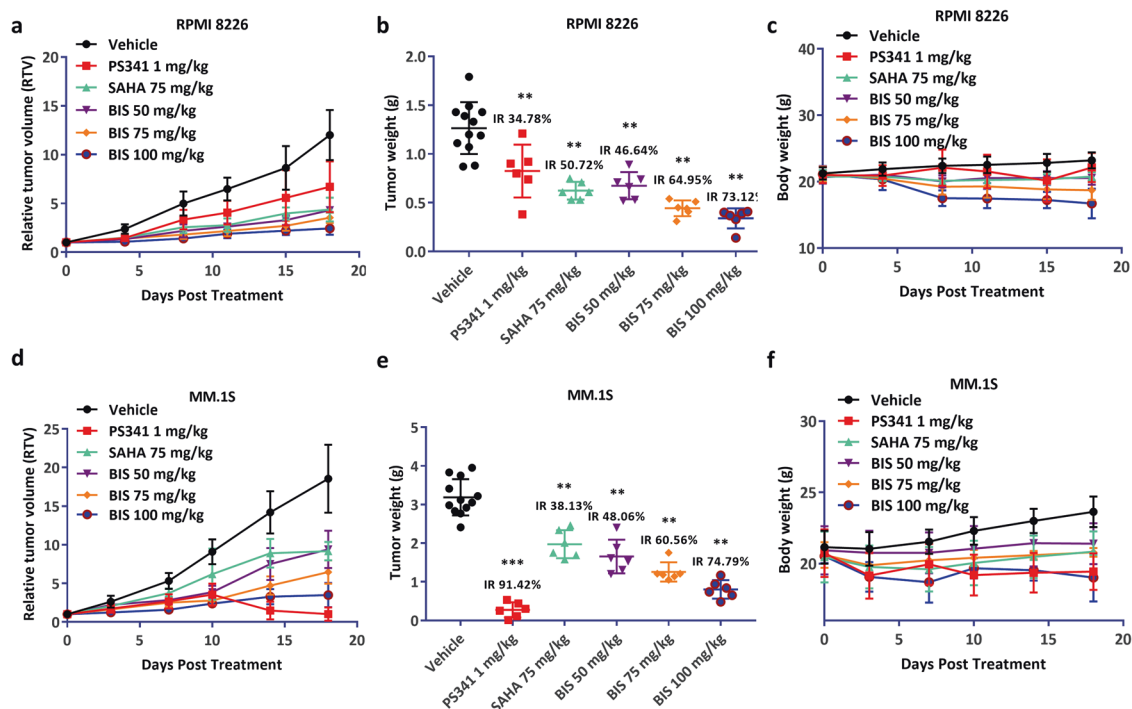 a
RPMI 8226
Vehicle
PS341 1 mg/kg
SAHA 75 mg/kg
BIS 50 mg/kg
BIS 75 mg/kg
BIS 100 mg/kg
Relative tumor volume (RTV)
20
15
10
5
0
0 5 10 15 20
Days Post Treatment
b
RPMI 8226
Tumor weight (g)
2.0
1.5
1.0
0.5
0.0
**
IR 34.78%
**
IR 50.72%
**
IR 46.64%
**
IR 64.95%
**
IR 73.12%
Vehicle
PS341 1 mg/kg
SAHA 75 mg/kg
BIS 50 mg/kg
BIS 75 mg/kg
BIS 100 mg/kg
c
RPMI 8226
Vehicle
PS341 1 mg/kg
SAHA 75 mg/kg
BIS 50 mg/kg
BIS 75 mg/kg
BIS 100 mg/kg
Body weight (g)
40
30
20
10
0 5 10 15 20
Days Post Treatment
d
MM.1S
Vehicle
PS341 1 mg/kg
SAHA 75 mg/kg
BIS 50 mg/kg
BIS 75 mg/kg
BIS 100 mg/kg
Relative tumor volume (RTV)
25
20
15
10
5
0
0 5 10 15 20
Days Post Treatment
e
MM.1S
Tumor weight (g)
5
4
3
2
1
0
***
IR 91.42%
**
IR 38.13%
**
IR 48.06%
**
IR 60.56%
**
IR 74.79%
Vehicle
PS341 1 mg/kg
SAHA 75 mg/kg
BIS 50 mg/kg
BIS 75 mg/kg
BIS 100 mg/kg
f
MM.1S
Vehicle
PS341 1 mg/kg
SAHA 75 mg/kg
BIS 50 mg/kg
BIS 75 mg/kg
BIS 100 mg/kg
Body weight (g)
30
25
20
0 5 10 15 20
Days Post Treatment